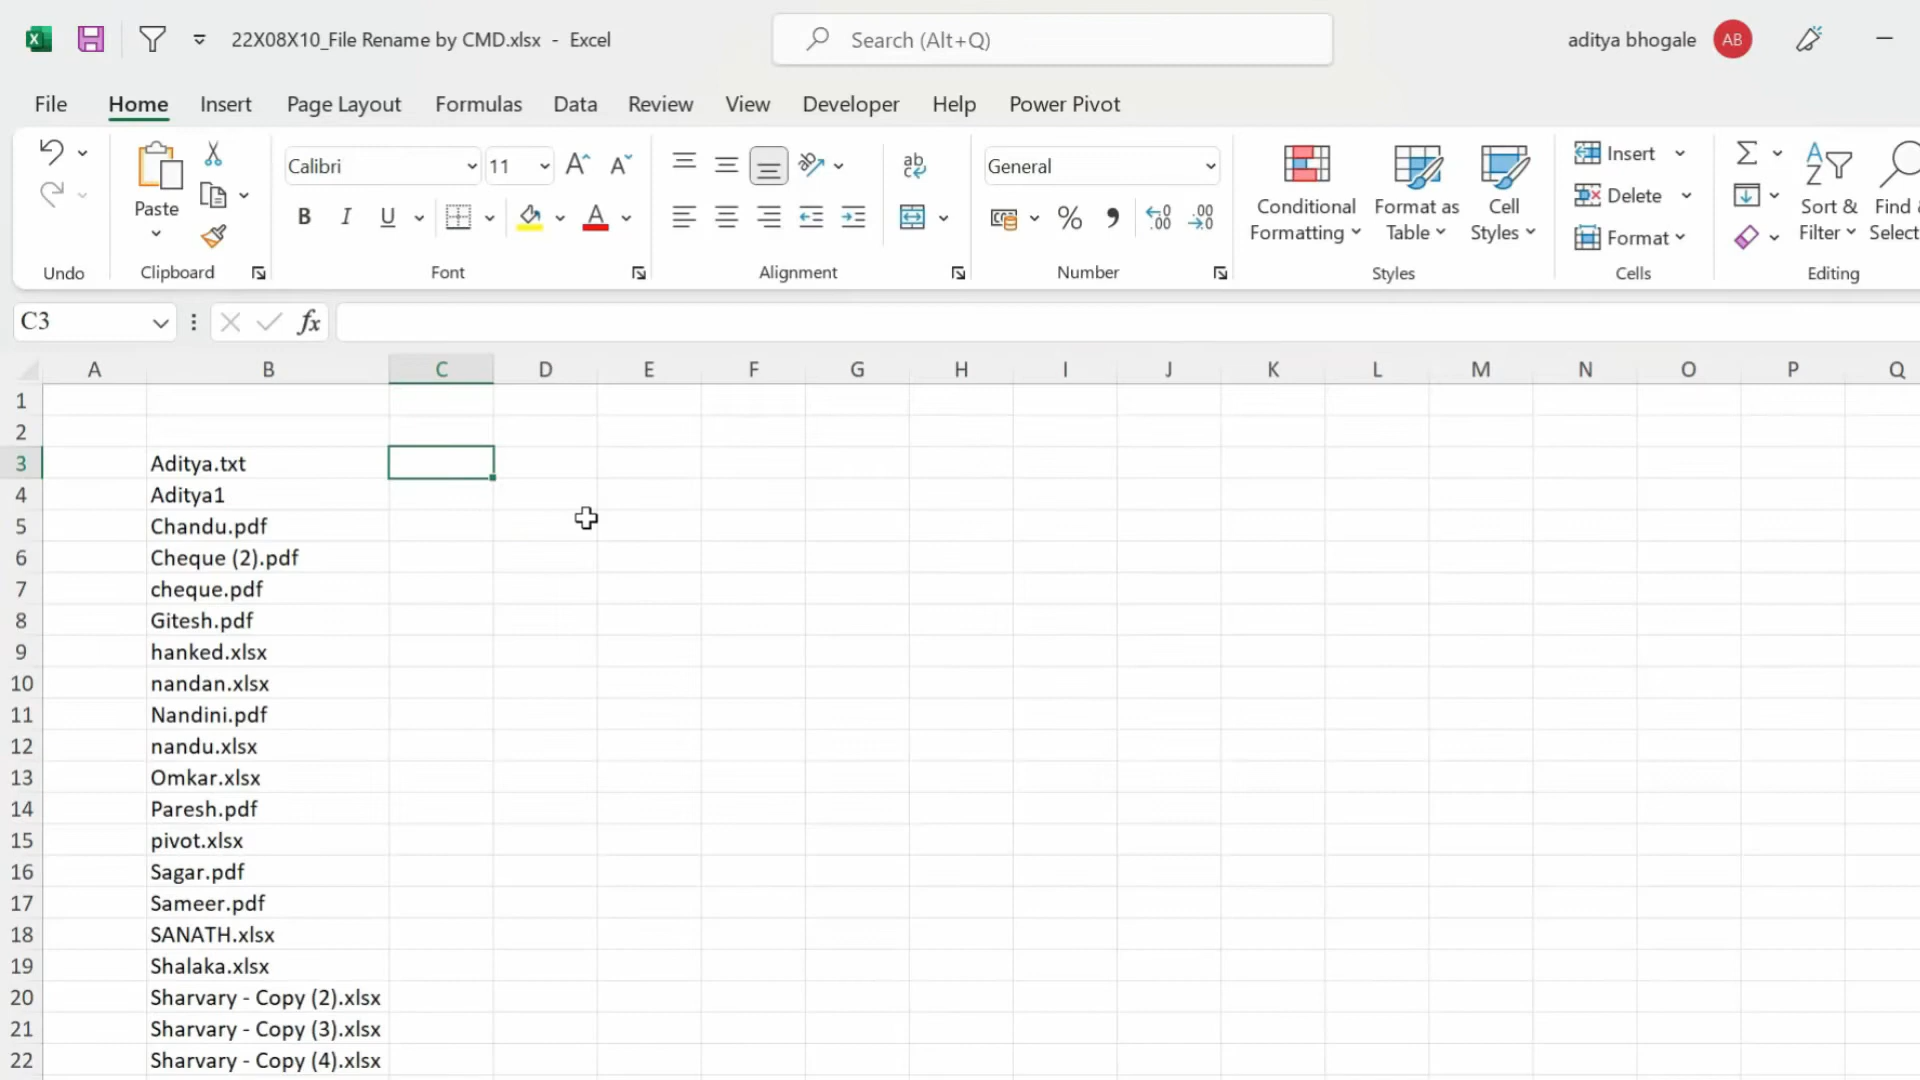 22X08X10_File Rename by CMD.xlsx - Excel
Search (Alt+Q)
aditya bhogale AB
File Home Insert Page Layout Formulas Data Review View Developer Help Power Pivot
Calibri 11 General
Paste
B I U A
ab
%
Conditional Formatting
Format as Table
Cell Styles
Insert
Delete
Format
Sort & Filter
Find & Select
Undo Clipboard Font Alignment Number Styles Cells Editing
C3 fx
A B C D E F G H I J K L M N O P Q
1
2
3 Aditya.txt
4 Aditya1
5 Chandu.pdf
6 Cheque (2).pdf
7 cheque.pdf
8 Gitesh.pdf
9 hanked.xlsx
10 nandan.xlsx
11 Nandini.pdf
12 nandu.xlsx
13 Omkar.xlsx
14 Paresh.pdf
15 pivot.xlsx
16 Sagar.pdf
17 Sameer.pdf
18 SANATH.xlsx
19 Shalaka.xlsx
20 Sharvary - Copy (2).xlsx
21 Sharvary - Copy (3).xlsx
22 Sharvary - Copy (4).xlsx